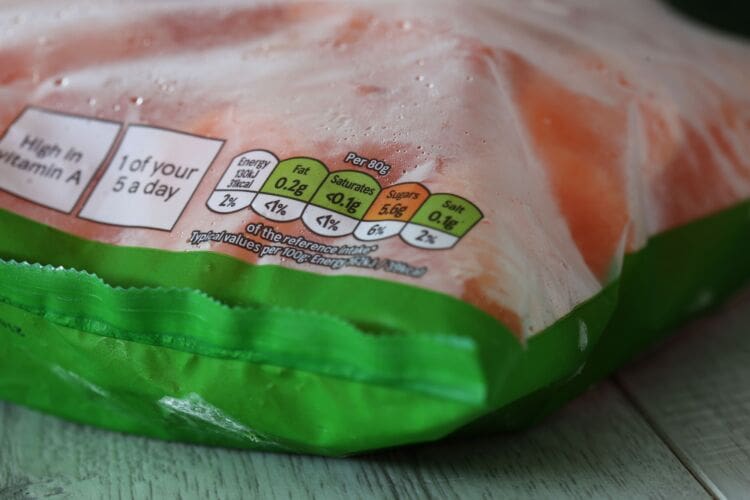 High in
vitamin A
1 of your
5 a day
Per 80g
Energy
130kJ
31kcal
2%
Fat
0.2g
<1%
Saturates
<0.1g
<1%
Sugars
5.6g
6%
Salt
0.1g
2%
of the reference intake*
Typical values per 100g: Energy 162kJ / 39kcal